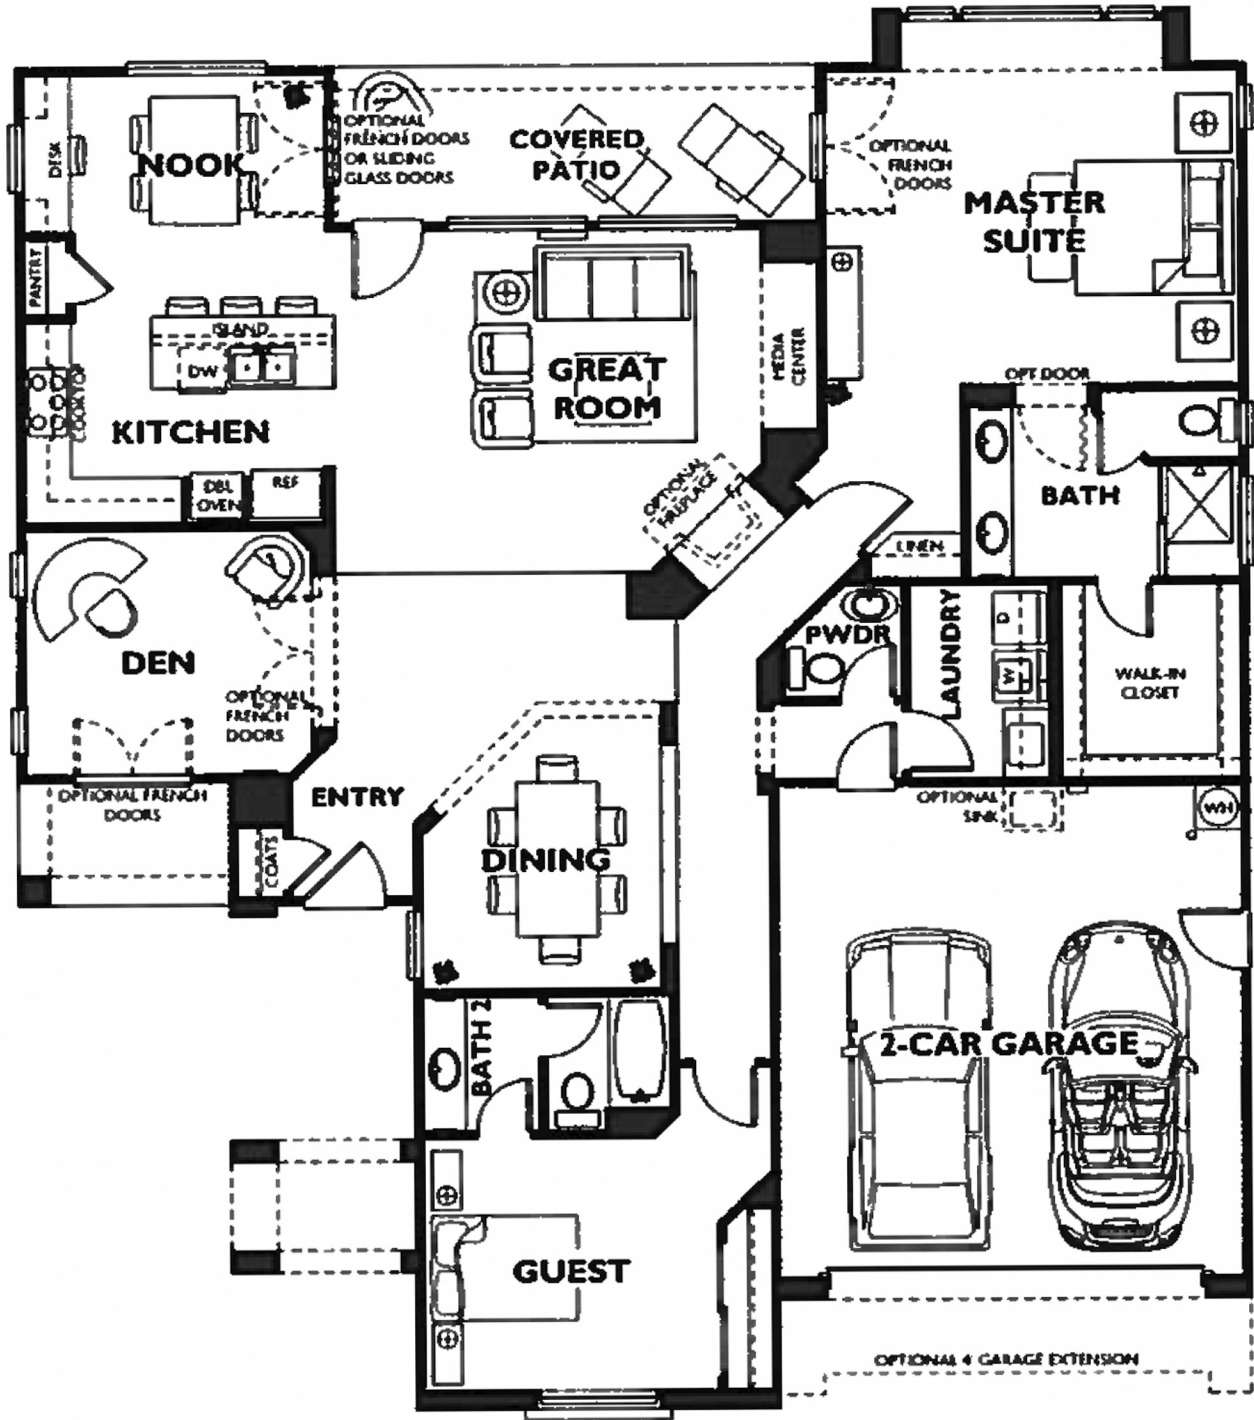 OPTIONAL
FRENCH DOORS
OR SLIDING
GLASS DOORS
COVERED
PATIO
OPTIONAL
FRENCH
DOORS
DESK
NOOK
MASTER
SUITE
PANTRY
ISLAND
DW
GREAT
ROOM
MEDIA
CENTER
OPT. DOOR
COOKTOP
KITCHEN
DBL
OVEN
REF
OPTIONAL
FIREPLACE
BATH
LINEN
DEN
OPTIONAL
FRENCH
DOORS
PWDR
LAUNDRY
D
W
WALK-IN
CLOSET
OPTIONAL FRENCH
DOORS
ENTRY
OPTIONAL
SINK
WH
COATS
DINING
BATH 2
2-CAR GARAGE
GUEST
OPTIONAL 4' GARAGE EXTENSION